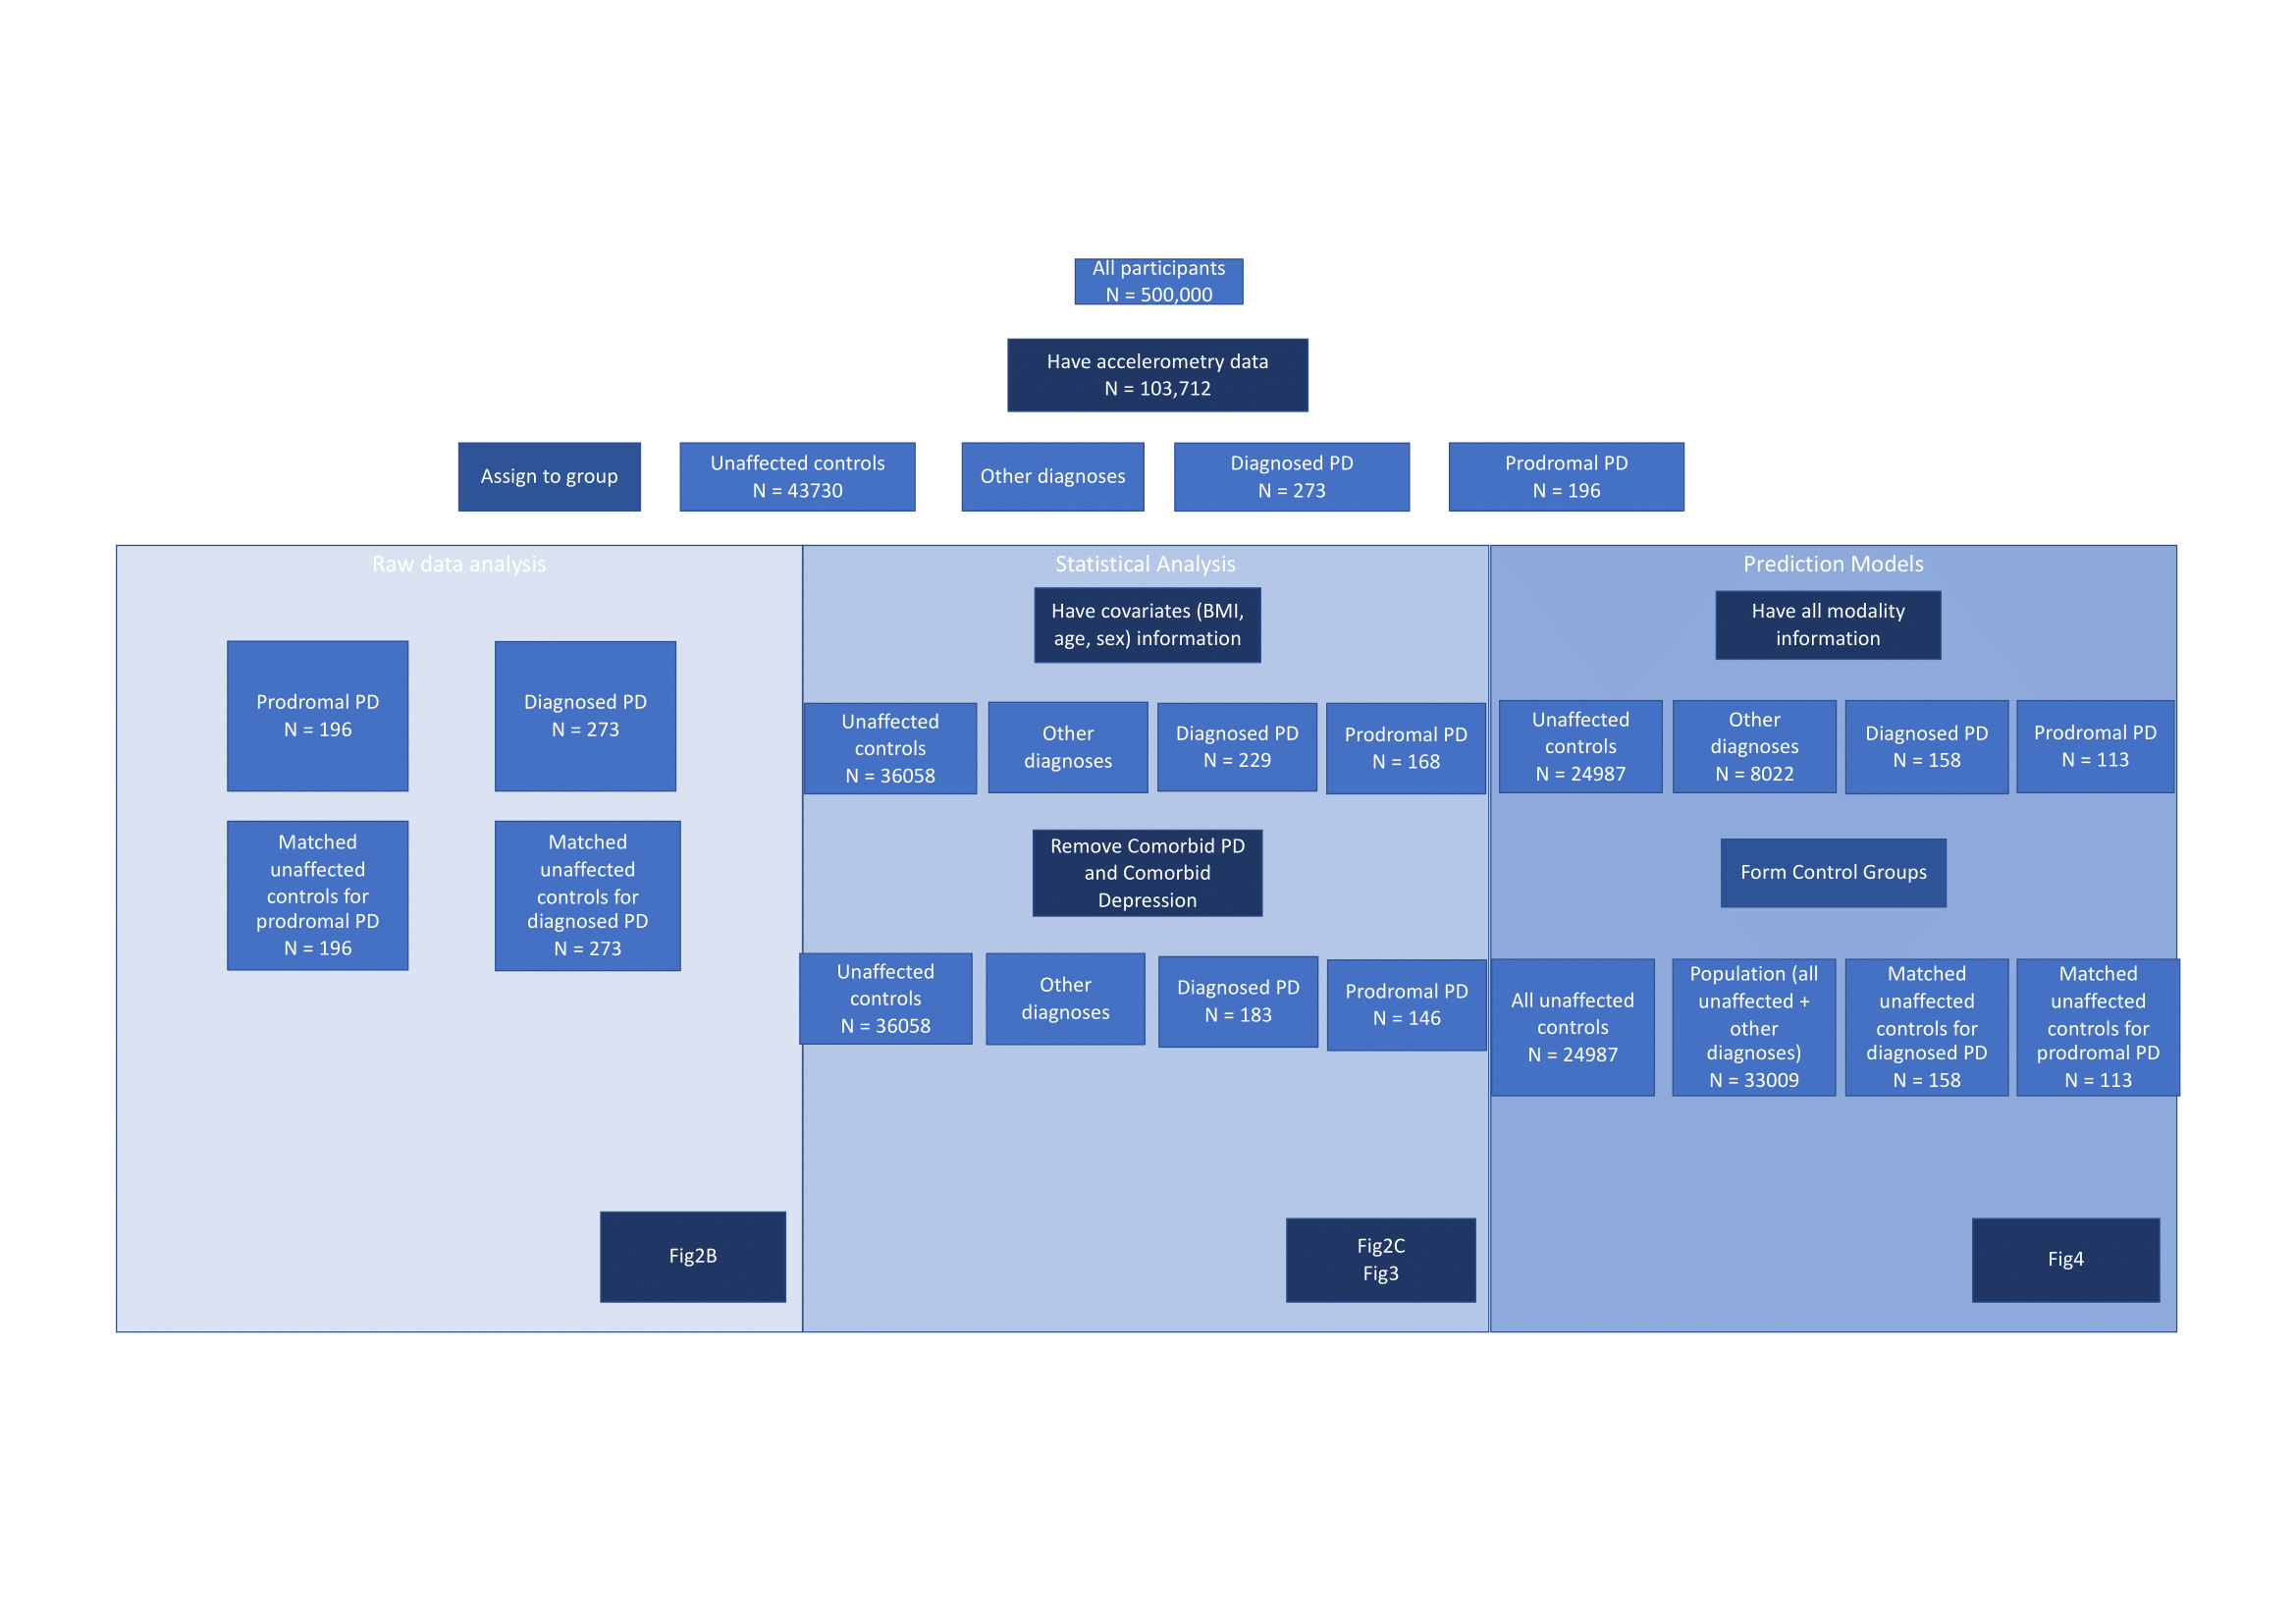 All participants
N = 500,000
Have accelerometry data
N = 103,712
Assign to group
Unaffected controls
N = 43730
Other diagnoses
Diagnosed PD
N = 273
Prodromal PD
N = 196
Raw data analysis
Prodromal PD
N = 196
Diagnosed PD
N = 273
Matched
unaffected
controls for
prodromal PD
N = 196
Matched
unaffected
controls for
diagnosed PD
N = 273
Fig2B
Statistical Analysis
Have covariates (BMI,
age, sex) information
Unaffected
controls
N = 36058
Other
diagnoses
Diagnosed PD
N = 229
Prodromal PD
N = 168
Remove Comorbid PD
and Comorbid
Depression
Unaffected
controls
N = 36058
Other
diagnoses
Diagnosed PD
N = 183
Prodromal PD
N = 146
Fig2C
Fig3
Prediction Models
Have all modality
information
Unaffected
controls
N = 24987
Other
diagnoses
N = 8022
Diagnosed PD
N = 158
Prodromal PD
N = 113
Form Control Groups
All unaffected
controls
N = 24987
Population (all
unaffected +
other
diagnoses)
N = 33009
Matched
unaffected
controls for
diagnosed PD
N = 158
Matched
unaffected
controls for
prodromal PD
N = 113
Fig4